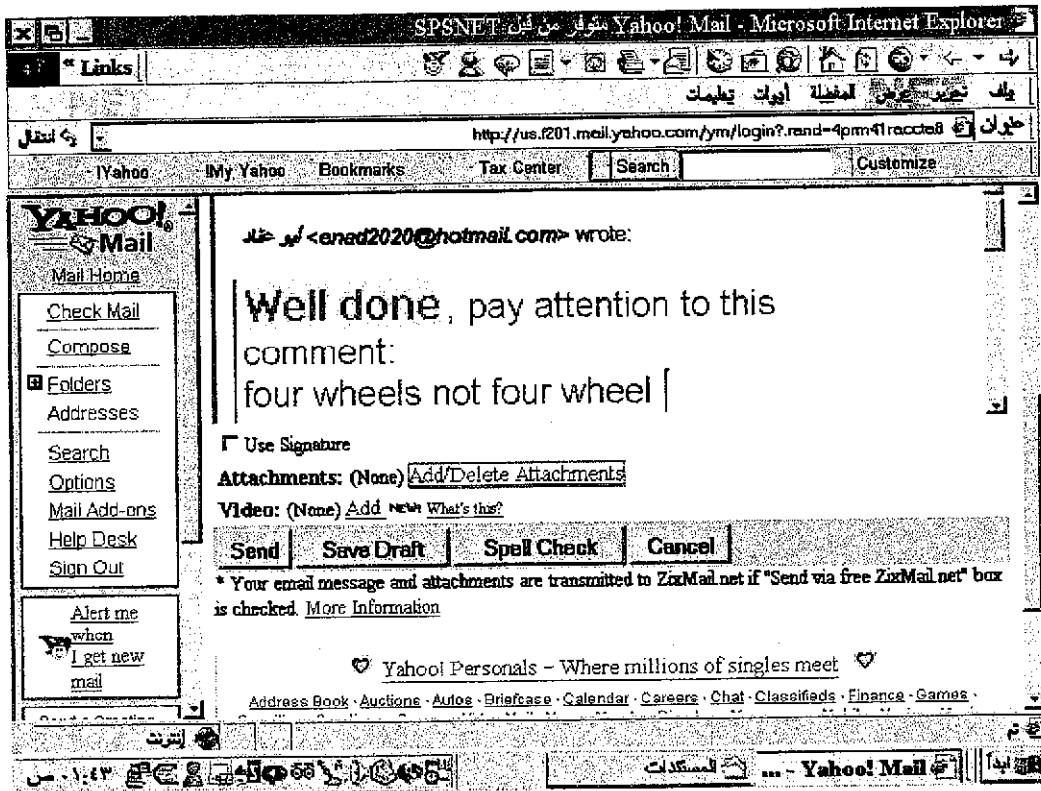 Yahoo! Mail - Microsoft Internet Explorer متوفر من قبل SPSNET
Links
ملف تحرير عرض المفضلة أدوات تعليمات
عنوان http://us.f201.mail.yahoo.com/ym/login?.rand=4prm41raccta8 انتقال
!Yahoo !My Yahoo Bookmarks Tax Center Search Customize
YAHOO! Mail
Mail Home
Check Mail
Compose
Folders
Addresses
Search
Options
Mail Add-ons
Help Desk
Sign Out
Alert me
when
I get new
mail
أبو عناد <enad2020@hotmail.com> wrote:
Well done, pay attention to this
comment:
four wheels not four wheel
Use Signature
Attachments: (None) Add/Delete Attachments
Video: (None) Add NEW! What's this?
Send Save Draft Spell Check Cancel
* Your email message and attachments are transmitted to ZixMail.net if "Send via free ZixMail.net" box
is checked. More Information
Yahoo! Personals - Where millions of singles meet
Address Book · Auctions · Autos · Briefcase · Calendar · Careers · Chat · Classifieds · Finance · Games ·
تم إنترنت
ابدأ ... - Yahoo! Mail المستندات ١٠:٤٣ ص